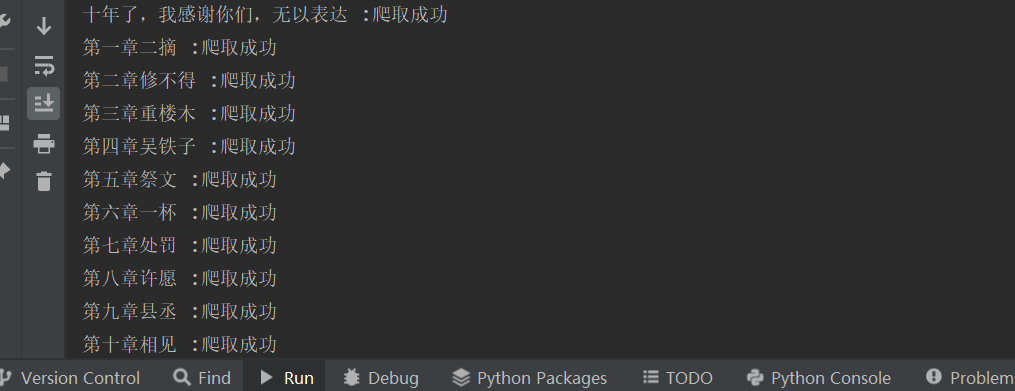 十年了，我感谢你们，无以表达 :爬取成功
第一章二摘 :爬取成功
第二章修不得 :爬取成功
第三章重楼木 :爬取成功
第四章吴铁子 :爬取成功
第五章祭文 :爬取成功
第六章一杯 :爬取成功
第七章处罚 :爬取成功
第八章许愿 :爬取成功
第九章县丞 :爬取成功
第十章相见 :爬取成功
Version Control Find Run Debug Python Packages TODO Python Console Problem